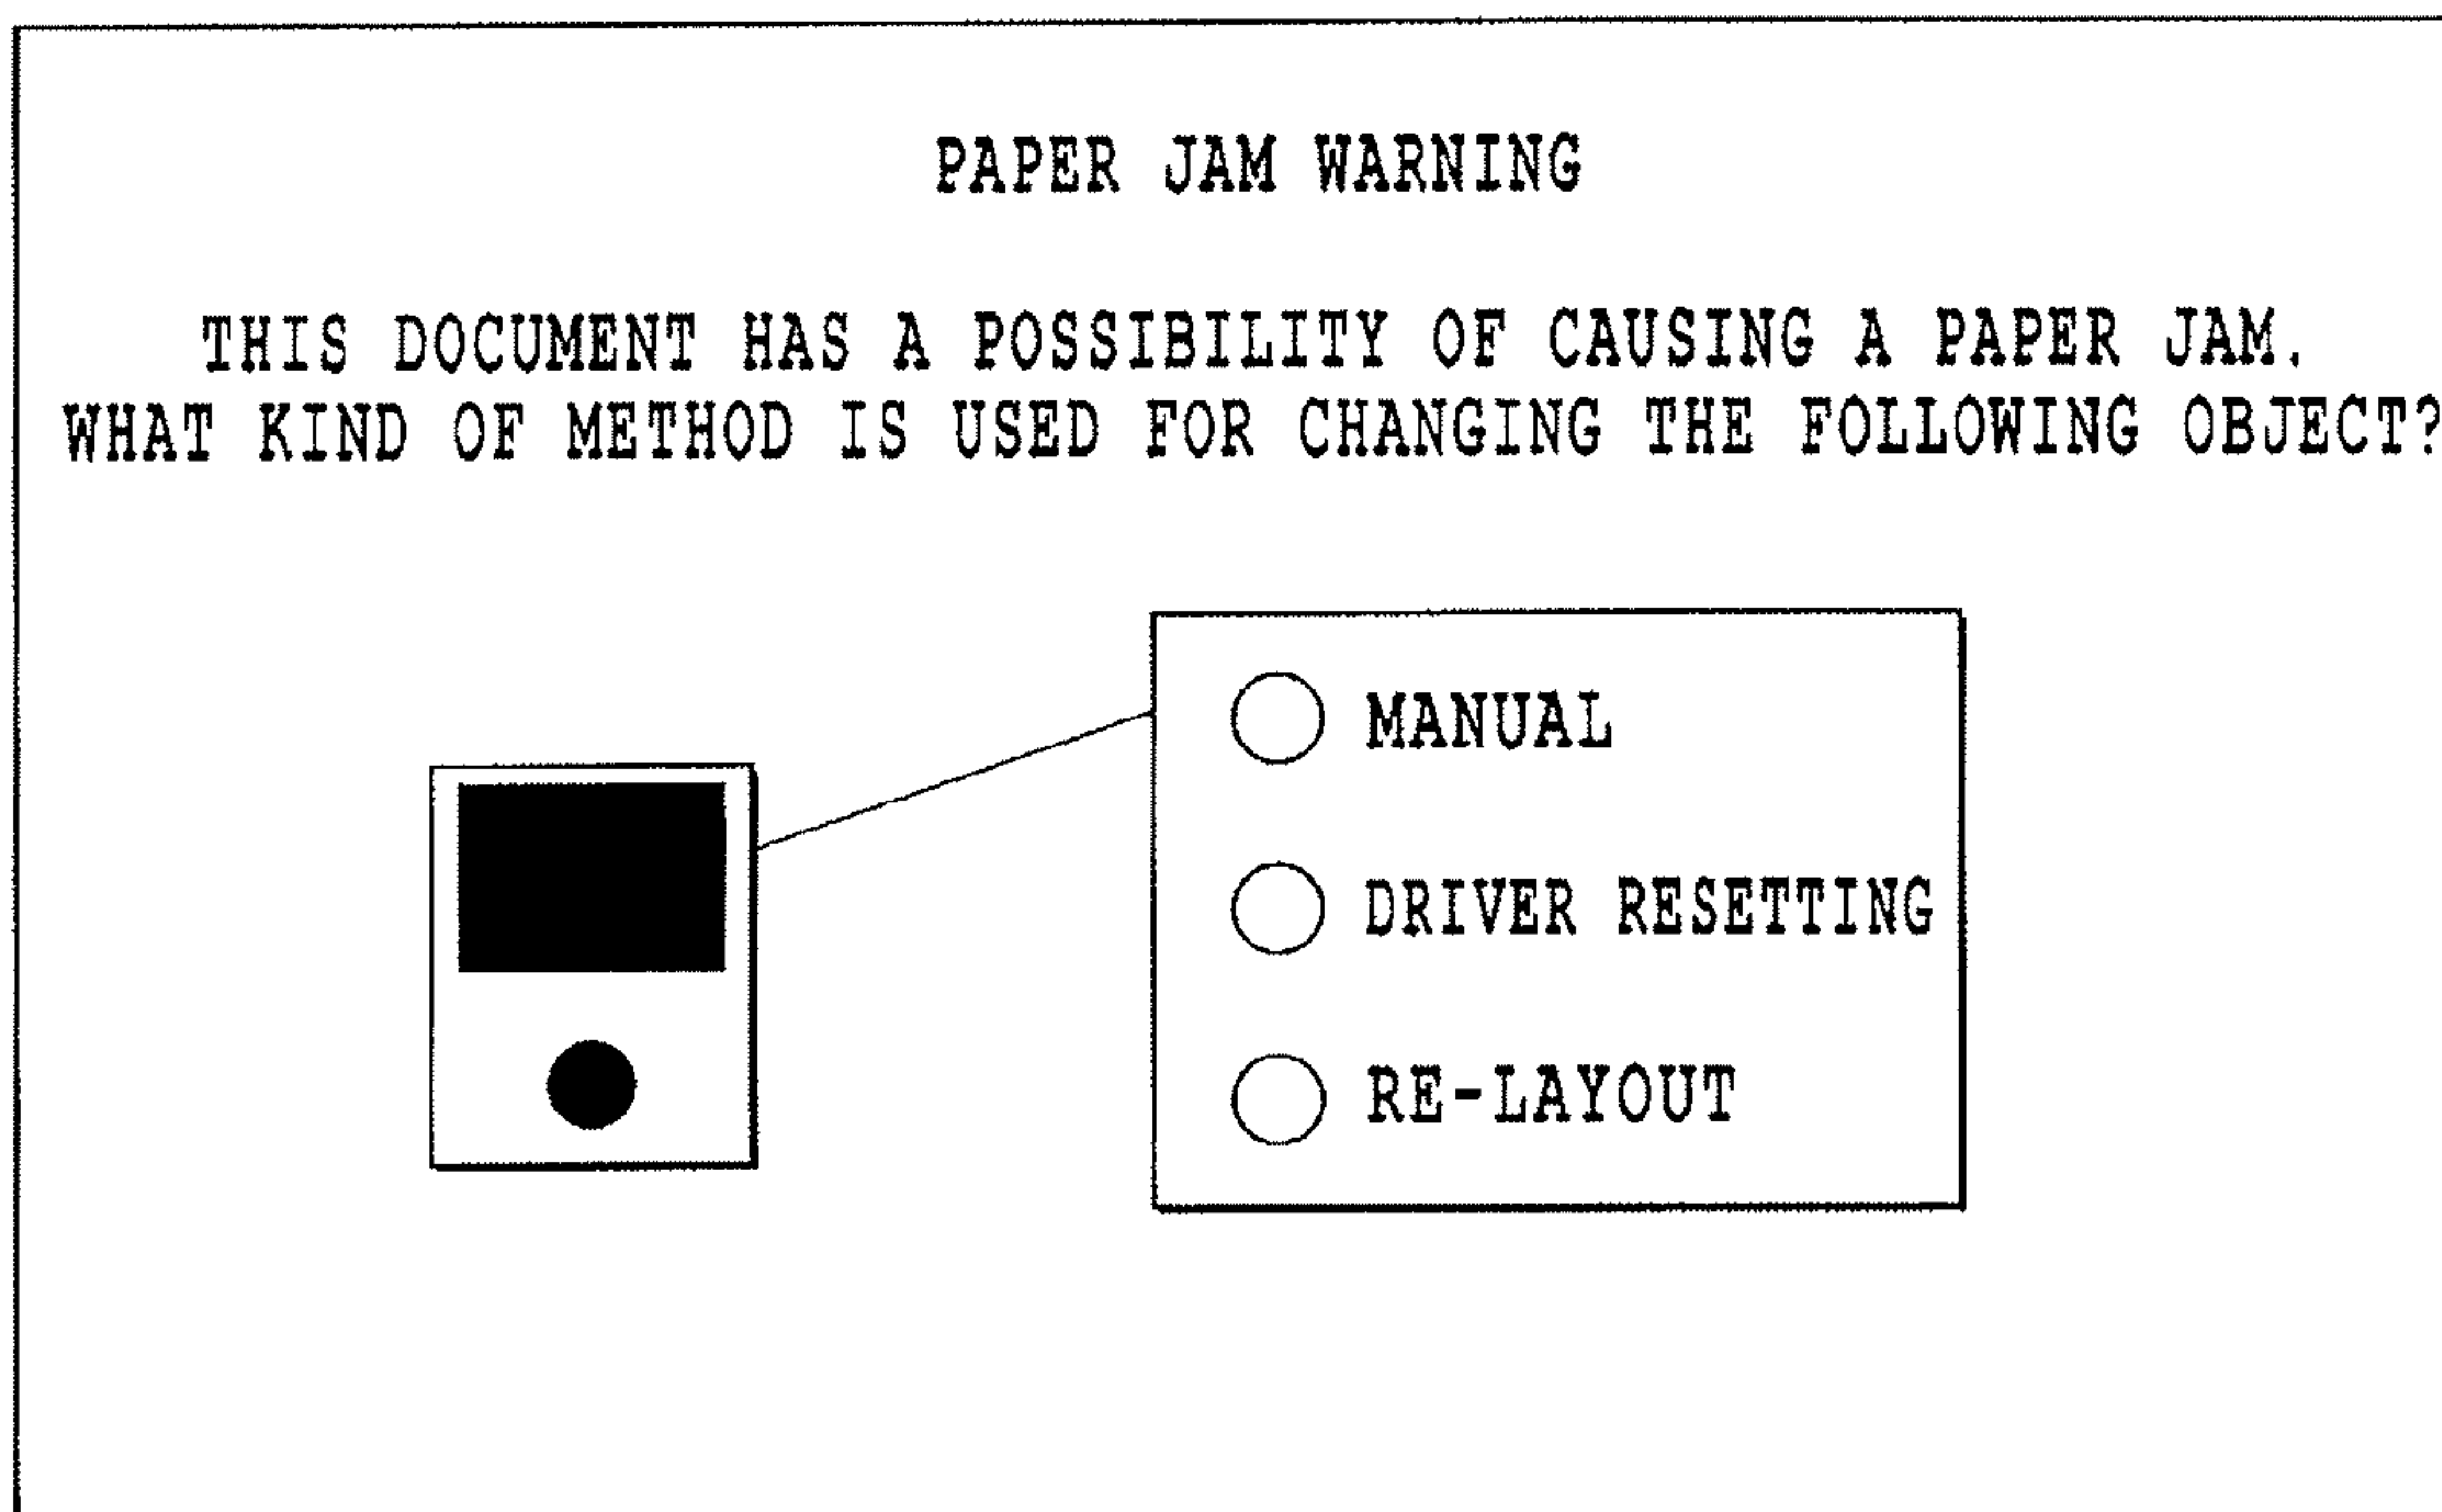 PAPER JAM WARNING
THIS DOCUMENT HAS A POSSIBILITY OF CAUSING A PAPER JAM.
WHAT KIND OF METHOD IS USED FOR CHANGING THE FOLLOWING OBJECT?
MANUAL
DRIVER RESETTING
RE-LAYOUT